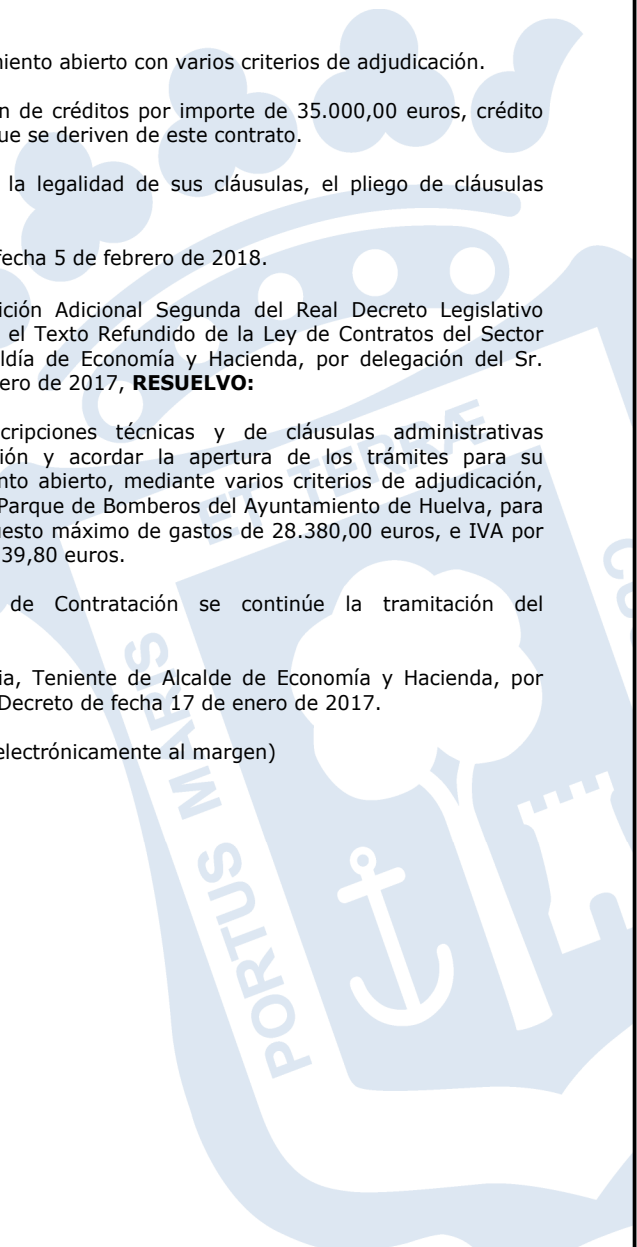 iento abierto con varios criterios de adjudicación.
n de créditos por importe de 35.000,00 euros, crédito
ue se deriven de este contrato.
la legalidad de sus cláusulas, el pliego de cláusulas
fecha 5 de febrero de 2018.
ición Adicional Segunda del Real Decreto Legislativo
el Texto Refundido de la Ley de Contratos del Sector
ldía de Economía y Hacienda, por delegación del Sr.
ero de 2017, RESUELVO:
cripciones técnicas y de cláusulas administrativas
ión y acordar la apertura de los trámites para su
nto abierto, mediante varios criterios de adjudicación,
Parque de Bomberos del Ayuntamiento de Huelva, para
uesto máximo de gastos de 28.380,00 euros, e IVA por
39,80 euros.
de Contratación se continúe la tramitación del
ia, Teniente de Alcalde de Economía y Hacienda, por
Decreto de fecha 17 de enero de 2017.
electrónicamente al margen)
PORTUS MARIS
ET TERRÆ